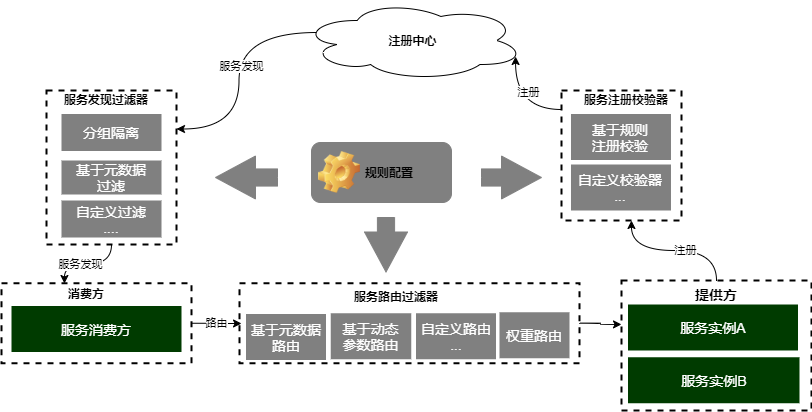 注册中心
服务发现
注册
服务发现过滤器
分组隔离
基于元数据
过滤
自定义过滤
....
规则配置
服务注册校验器
基于规则
注册校验
自定义校验器
...
服务发现
注册
消费方
服务消费方
路由
服务路由过滤器
基于元数据
路由
基于动态
参数路由
自定义路由
...
权重路由
提供方
服务实例A
服务实例B